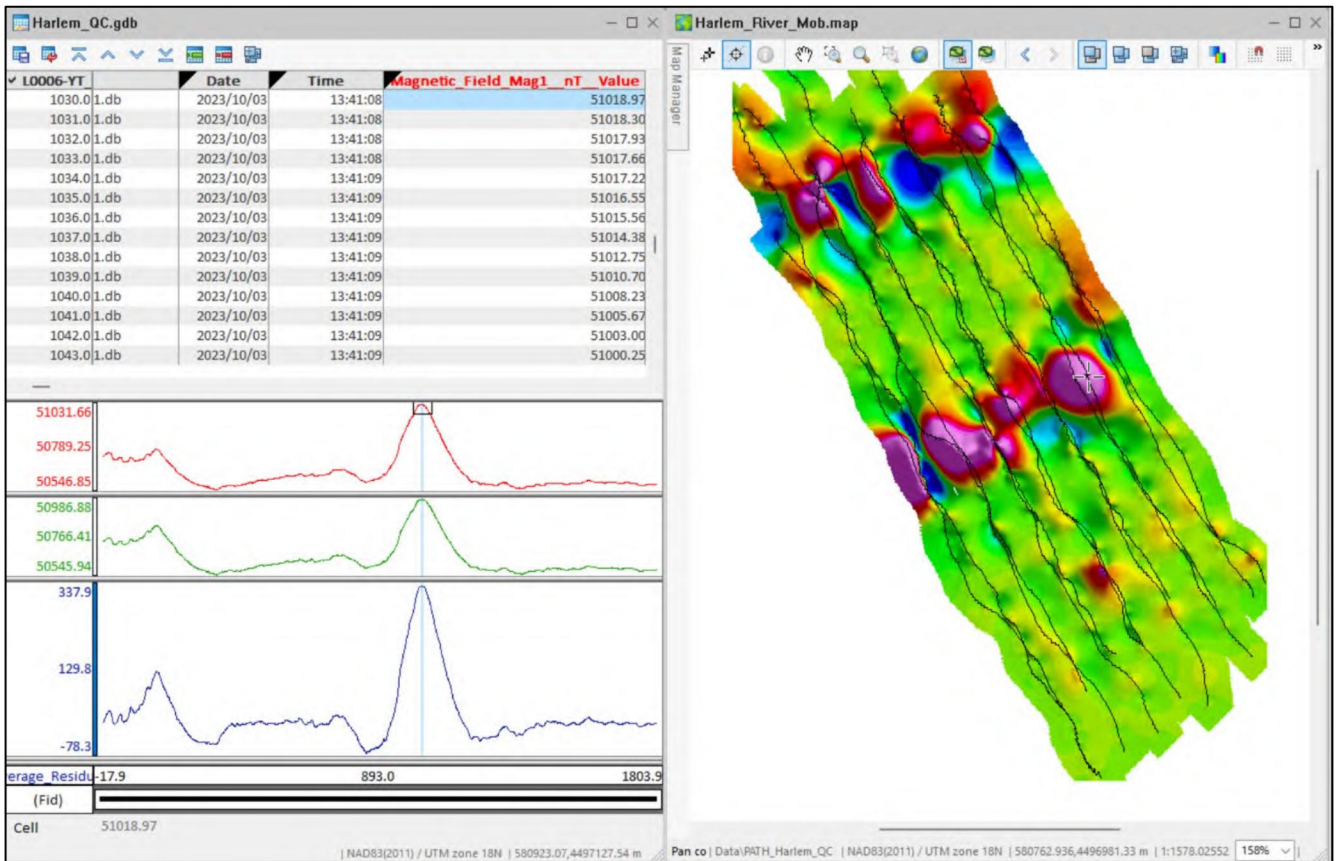 Harlem_QC.gdb
L0006-YT_ Date Time Magnetic_Field_Mag1__nT__Value
1030.0 1.db 2023/10/03 13:41:08 51018.97
1031.0 1.db 2023/10/03 13:41:08 51018.30
1032.0 1.db 2023/10/03 13:41:08 51017.93
1033.0 1.db 2023/10/03 13:41:08 51017.66
1034.0 1.db 2023/10/03 13:41:09 51017.22
1035.0 1.db 2023/10/03 13:41:09 51016.55
1036.0 1.db 2023/10/03 13:41:09 51015.56
1037.0 1.db 2023/10/03 13:41:09 51014.38
1038.0 1.db 2023/10/03 13:41:09 51012.75
1039.0 1.db 2023/10/03 13:41:09 51010.70
1040.0 1.db 2023/10/03 13:41:09 51008.23
1041.0 1.db 2023/10/03 13:41:09 51005.67
1042.0 1.db 2023/10/03 13:41:09 51003.00
1043.0 1.db 2023/10/03 13:41:09 51000.25
51031.66
50789.25
50546.85
50986.88
50766.41
50545.94
337.9
129.8
-78.3
erage_Residu -17.9 893.0 1803.9
(Fid)
Cell 51018.97
| NAD83(2011) / UTM zone 18N | 580923.07,4497127.54 m
Harlem_River_Mob.map
Map Manager
Pan co | Data\PATH_Harlem_QC | NAD83(2011) / UTM zone 18N | 580762.936,4496981.33 m | 1:1578.02552 158%